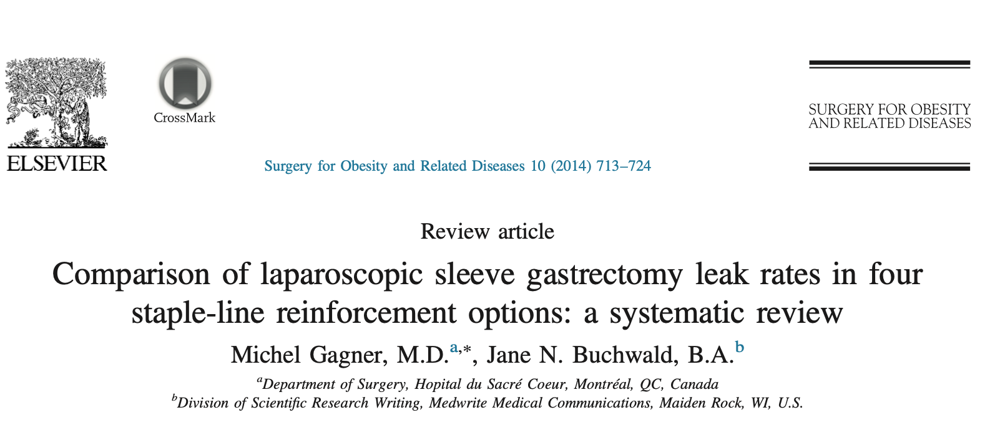 ELSEVIER
CrossMark
Surgery for Obesity and Related Diseases 10 (2014) 713–724
SURGERY FOR OBESITY
AND RELATED DISEASES
Review article
Comparison of laparoscopic sleeve gastrectomy leak rates in four
staple-line reinforcement options: a systematic review
Michel Gagner, M.D.a,*, Jane N. Buchwald, B.A.b
aDepartment of Surgery, Hopital du Sacré Coeur, Montréal, QC, Canada
bDivision of Scientific Research Writing, Medwrite Medical Communications, Maiden Rock, WI, U.S.